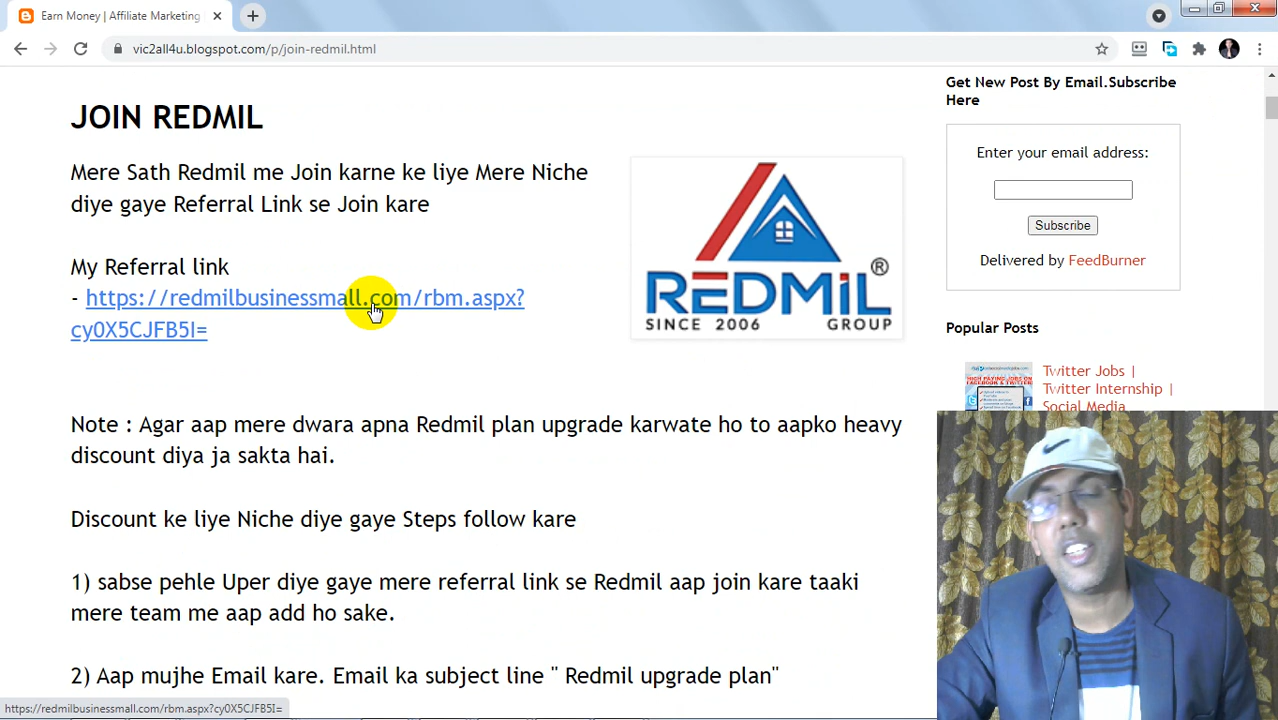 Earn Money | Affiliate Marketing
vic2all4u.blogspot.com/p/join-redmil.html
JOIN REDMIL
Mere Sath Redmil me Join karne ke liye Mere Niche
diye gaye Referral Link se Join kare
My Referral link
- https://redmilbusinessmall.com/rbm.aspx?
cy0X5CJFB5I=
REDMIL ®
SINCE 2006 GROUP
Note : Agar aap mere dwara apna Redmil plan upgrade karwate ho to aapko heavy
discount diya ja sakta hai.
Discount ke liye Niche diye gaye Steps follow kare
1) sabse pehle Uper diye gaye mere referral link se Redmil aap join kare taaki
mere team me aap add ho sake.
2) Aap mujhe Email kare. Email ka subject line " Redmil upgrade plan"
Get New Post By Email.Subscribe
Here
Enter your email address:
Subscribe
Delivered by FeedBurner
Popular Posts
Twitter Jobs |
Twitter Internship |
Social Media
https://redmilbusinessmall.com/rbm.aspx?cy0X5CJFB5I=